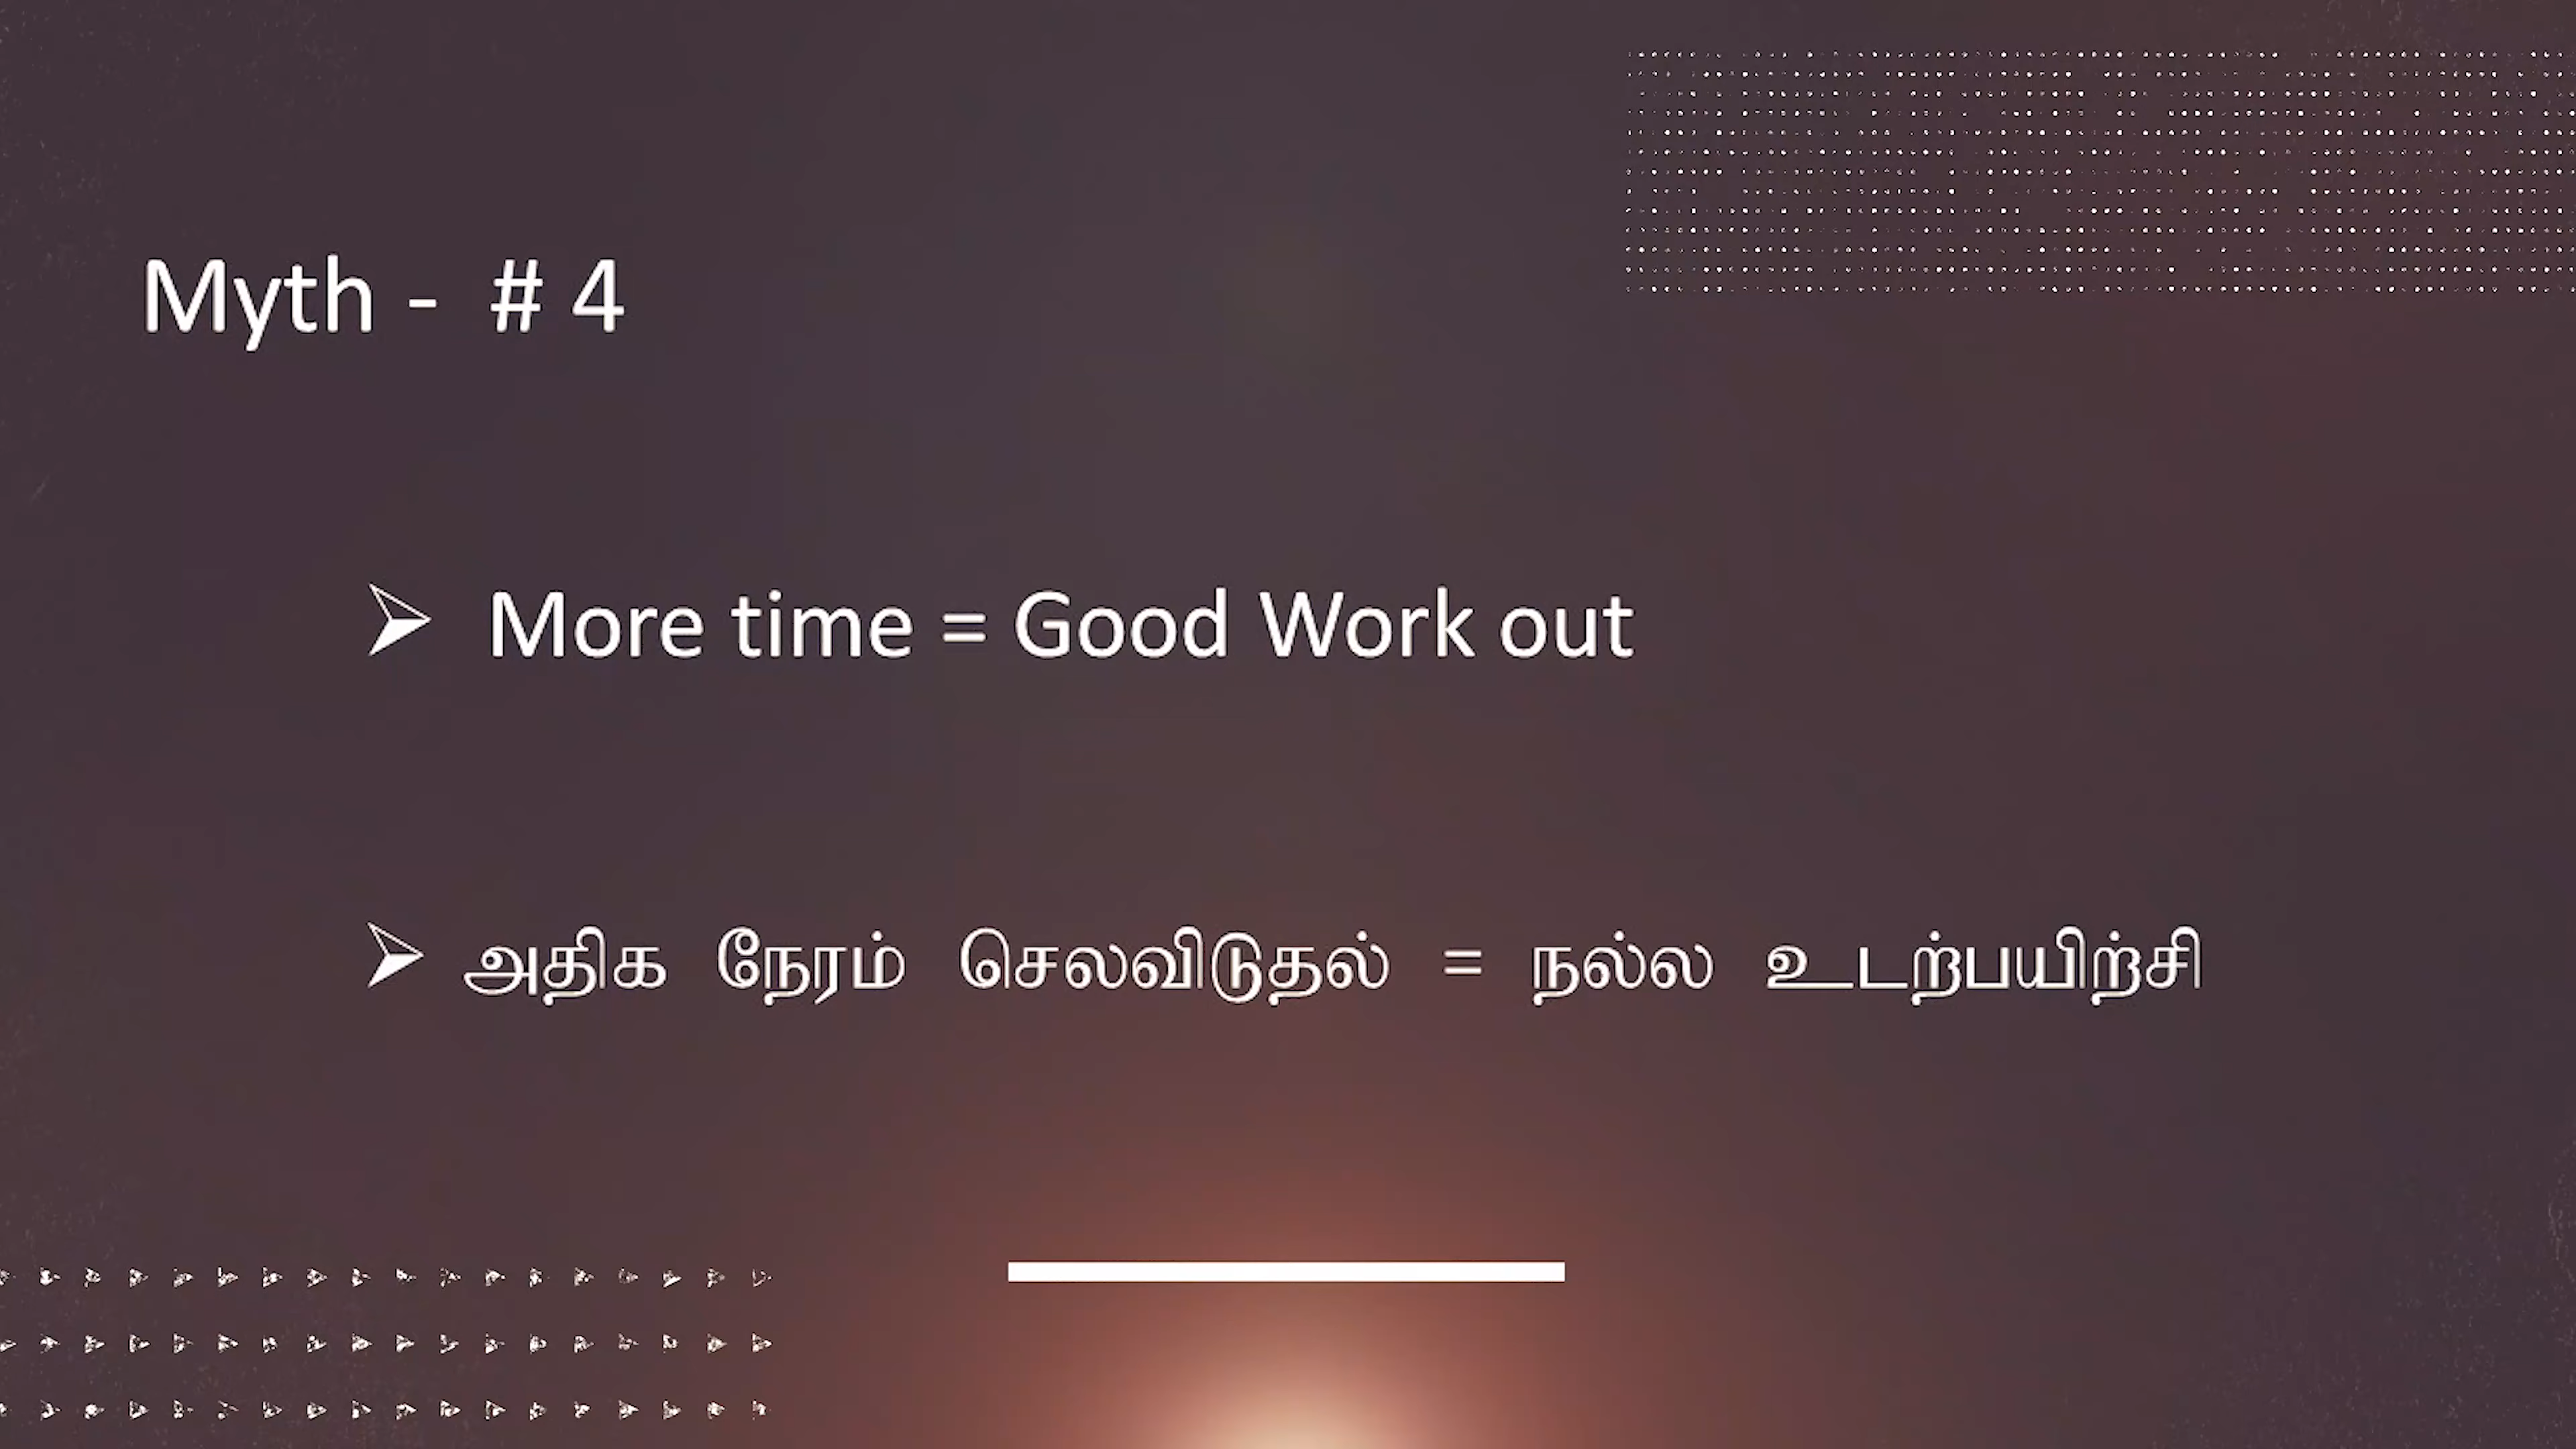 Myth - # 4
More time = Good Work out
அதிக நேரம் செலவிடுதல் = நல்ல உடற்பயிற்சி